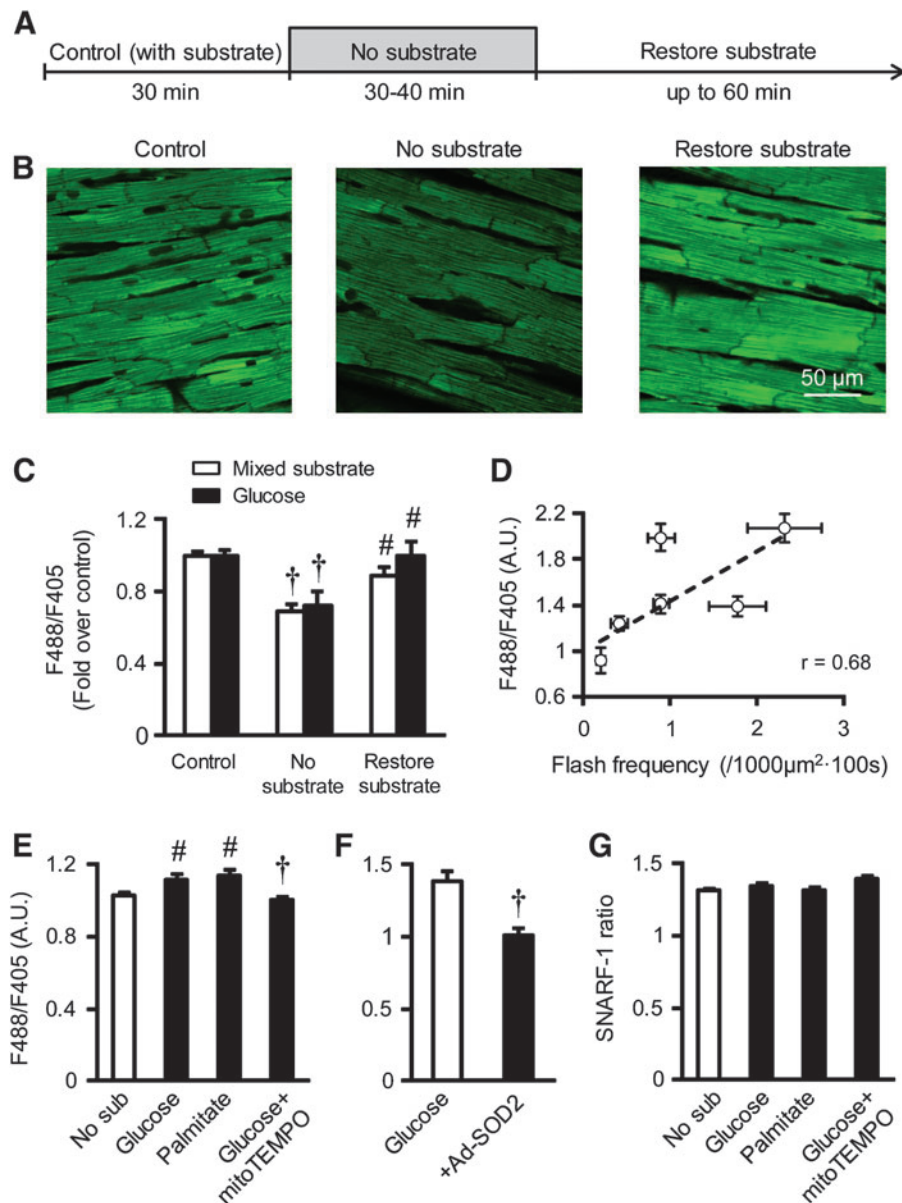 A
Control (with substrate)
No substrate
Restore substrate
30 min
30-40 min
up to 60 min
B
Control
No substrate
Restore substrate
50 µm
C
Mixed substrate
Glucose
F488/F405
(Fold over control)
1.2
0.8
0.4
0
†
†
#
#
Control
No
substrate
Restore
substrate
D
F488/F405 (A.U.)
2.2
1.8
1.4
1
0.6
r = 0.68
0
1
2
3
Flash frequency (/1000µm²·100s)
E
F488/F405 (A.U.)
1.2
0.8
0.4
0
#
#
†
No sub
Glucose
Palmitate
Glucose+
mitoTEMPO
F
1.5
1
0.5
0
†
Glucose
+Ad-SOD2
G
SNARF-1 ratio
1.5
1
0.5
0
No sub
Glucose
Palmitate
Glucose+
mitoTEMPO